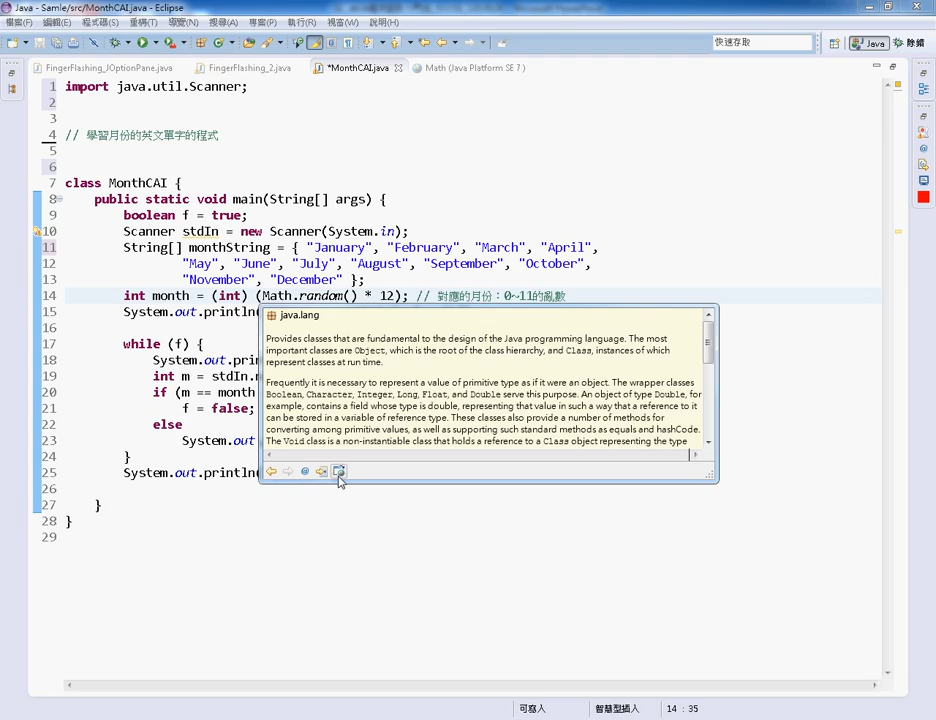 Java - Samle/src/MonthCAI.java - Eclipse
檔案(F) 編輯(E) 程式碼(S) 重構(T) 導覽(N) 搜尋(A) 專案(P) 執行(R) 視窗(W) 說明(H)
快速存取
Java
除錯
FingerFlashing_JOptionPane.java
FingerFlashing_2.java
*MonthCAI.java
Math (Java Platform SE 7 )
1 import java.util.Scanner;
2
3
4 // 學習月份的英文單字的程式
5
6
7 class MonthCAI {
8 public static void main(String[] args) {
9 boolean f = true;
10 Scanner stdIn = new Scanner(System.in);
11 String[] monthString = { "January", "February", "March", "April",
12 "May", "June", "July", "August", "September", "October",
13 "November", "December" };
14 int month = (int) (Math.random() * 12); // 對應的月份：0~11的亂數
15 System.out.println
16
17 while (f) {
18 System.out.prin
19 int m = stdIn.n
20 if (m == month
21 f = false;
22 else
23 System.out
24 }
25 System.out.println(
26
27 }
28 }
29
java.lang
Provides classes that are fundamental to the design of the Java programming language. The most
important classes are Object, which is the root of the class hierarchy, and Class, instances of which
represent classes at run time.
Frequently it is necessary to represent a value of primitive type as if it were an object. The wrapper classes
Boolean, Character, Integer, Long, Float, and Double serve this purpose. An object of type Double, for
example, contains a field whose type is double, representing that value in such a way that a reference to it
can be stored in a variable of reference type. These classes also provide a number of methods for
converting among primitive values, as well as supporting such standard methods as equals and hashCode.
The Void class is a non-instantiable class that holds a reference to a Class object representing the type
可寫入
智慧型插入
14 : 35